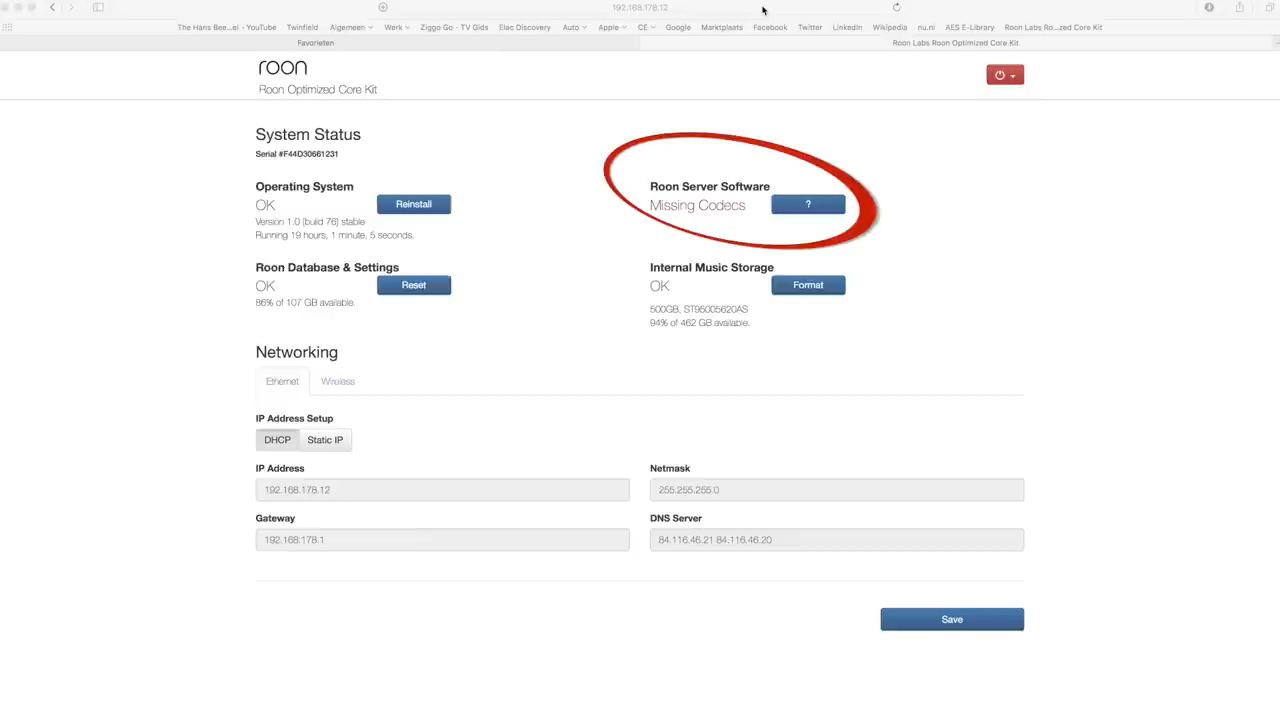 192.168.178.12
The Hans Bee...ei - YouTube Twinfield Algemeen Werk Ziggo Go - TV Gids Elac Discovery Auto Apple CE Google Marktplaats Facebook Twitter LinkedIn Wikipedia nu.nl AES E-Library Roon Labs Ro...zed Core Kit
Favorieten Roon Labs Roon Optimized Core Kit
roon
Roon Optimized Core Kit
System Status
Serial #F44D30661231
Operating System
OK Reinstall
Version 1.0 (build 76) stable
Running 19 hours, 1 minute, 5 seconds.
Roon Server Software
Missing Codecs ?
Roon Database & Settings
OK Reset
86% of 107 GB available.
Internal Music Storage
OK Format
500GB, ST95005620AS
94% of 462 GB available.
Networking
Ethernet Wireless
IP Address Setup
DHCP Static IP
IP Address
192.168.178.12
Netmask
255.255.255.0
Gateway
192.168.178.1
DNS Server
84.116.46.21 84.116.46.20
Save